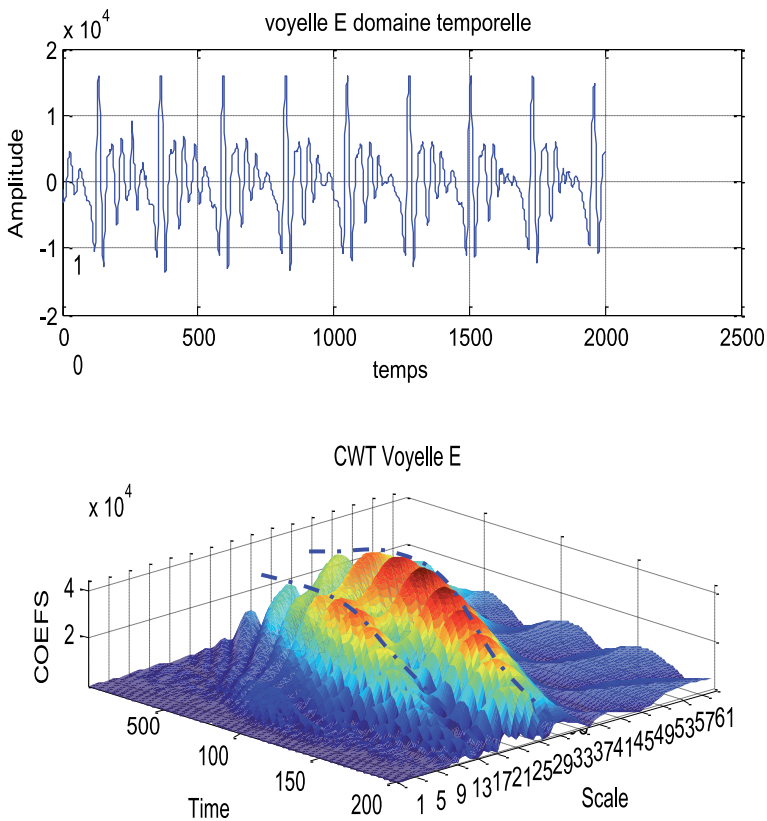 x 10^4
voyelle E domaine temporelle
2
1
0
-1
-2
Amplitude
1
0 500 1000 1500 2000 2500
0
temps
CWT Voyelle E
x 10^4
4
2
COEFS
500
100
150
200
Time
1 5 9 13 17 21 25 29 33 37 41 45 49 53 57 61
Scale